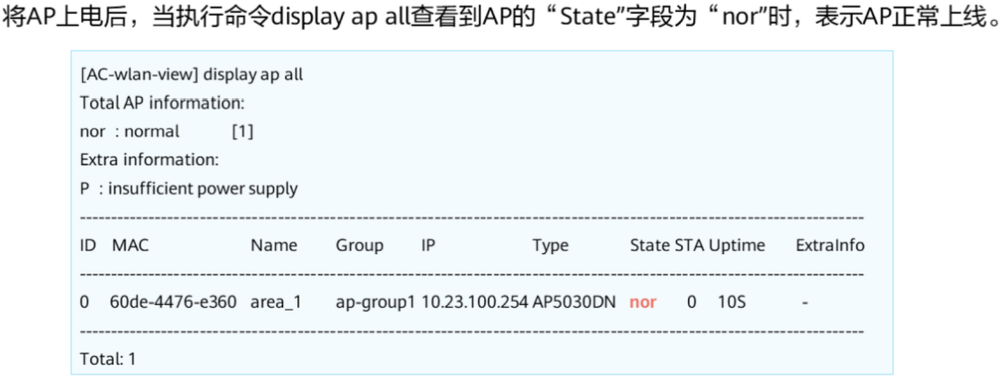 将AP上电后，当执行命令display ap all查看到AP的“State”字段为“nor”时，表示AP正常上线。
[AC-wlan-view] display ap all
Total AP information:
nor : normal [1]
Extra information:
P : insufficient power supply
--------------------------------------------------------------------------------
ID MAC Name Group IP Type State STA Uptime ExtraInfo
--------------------------------------------------------------------------------
0 60de-4476-e360 area_1 ap-group1 10.23.100.254 AP5030DN nor 0 10S -
--------------------------------------------------------------------------------
Total: 1